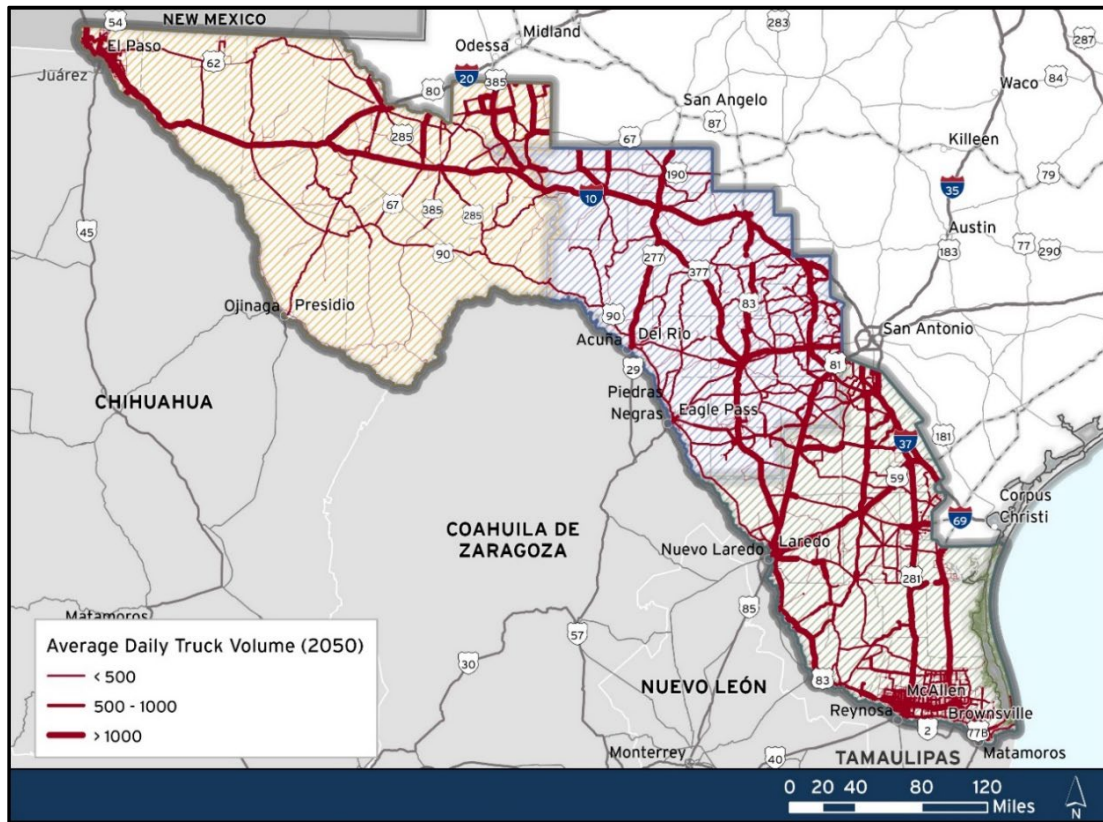 NEW MEXICO
54
El Paso
62
Juárez
Odessa
Midland
20
385
80
283
287
84
Waco
San Angelo
87
67
Killeen
285
190
79
35
10
Austin
67
385
285
183
77
290
45
90
277
377
83
Ojinaga
Presidio
90
San Antonio
Acuña
Del Rio
81
29
CHIHUAHUA
Piedras
Negras
Eagle Pass
37
181
59
COAHUILA DE
ZARAGOZA
Corpus
Christi
69
Nuevo Laredo
Laredo
281
85
Matamoros
57
Average Daily Truck Volume (2050)
< 500
500 - 1000
> 1000
30
83
NUEVO LEÓN
McAllen
Reynosa
Brownsville
2
77B
Monterrey
40
TAMAULIPAS
Matamoros
0 20 40 80 120
Miles
N